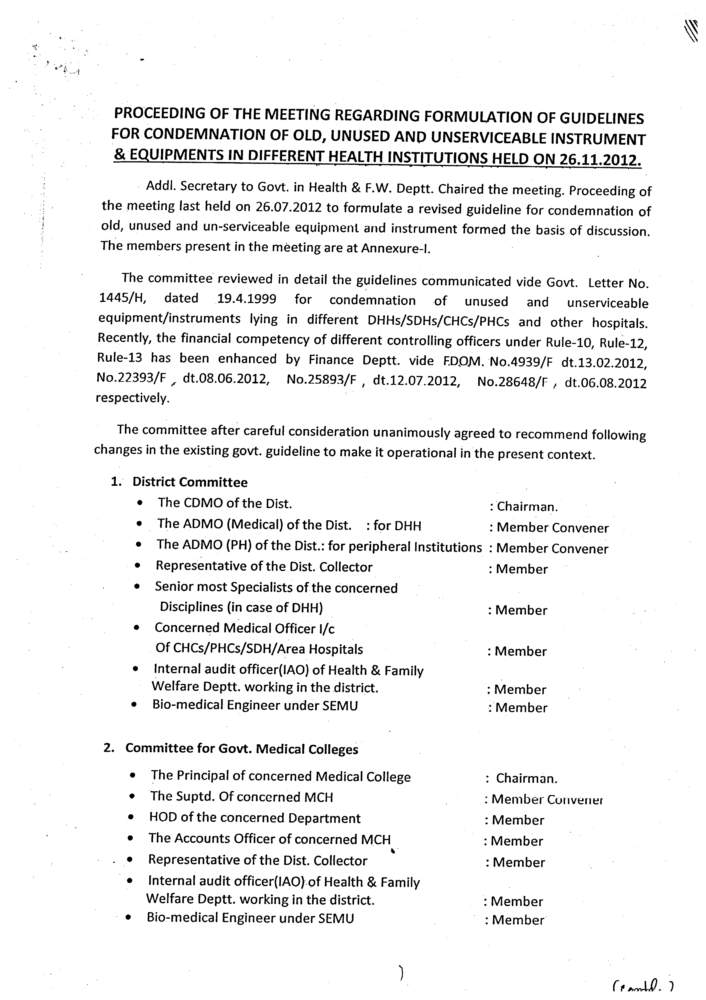 PROCEEDING OF THE MEETING REGARDING FORMULATION OF GUIDELINES
FOR CONDEMNATION OF OLD, UNUSED AND UNSERVICEABLE INSTRUMENT
& EQUIPMENTS IN DIFFERENT HEALTH INSTITUTIONS HELD ON 26.11.2012.
Addl. Secretary to Govt. in Health & F.W. Deptt. Chaired the meeting. Proceeding of
the meeting last held on 26.07.2012 to formulate a revised guideline for condemnation of
old, unused and un-serviceable equipment and instrument formed the basis of discussion.
The members present in the meeting are at Annexure-I.
The committee reviewed in detail the guidelines communicated vide Govt. Letter No.
1445/H, dated 19.4.1999 for condemnation of unused and unserviceable
equipment/instruments lying in different DHHs/SDHs/CHCs/PHCs and other hospitals.
Recently, the financial competency of different controlling officers under Rule-10, Rule-12,
Rule-13 has been enhanced by Finance Deptt. vide F.D.O.M. No.4939/F dt.13.02.2012,
No.22393/F , dt.08.06.2012, No.25893/F , dt.12.07.2012, No.28648/F , dt.06.08.2012
respectively.
The committee after careful consideration unanimously agreed to recommend following
changes in the existing govt. guideline to make it operational in the present context.
1. District Committee
• The CDMO of the Dist. : Chairman.
• The ADMO (Medical) of the Dist. : for DHH : Member Convener
• The ADMO (PH) of the Dist.: for peripheral Institutions : Member Convener
• Representative of the Dist. Collector : Member
• Senior most Specialists of the concerned
Disciplines (in case of DHH) : Member
• Concerned Medical Officer I/c
Of CHCs/PHCs/SDH/Area Hospitals : Member
• Internal audit officer(IAO) of Health & Family
Welfare Deptt. working in the district. : Member
• Bio-medical Engineer under SEMU : Member
2. Committee for Govt. Medical Colleges
• The Principal of concerned Medical College : Chairman.
• The Suptd. Of concerned MCH : Member Convener
• HOD of the concerned Department : Member
• The Accounts Officer of concerned MCH : Member
• Representative of the Dist. Collector : Member
• Internal audit officer(IAO) of Health & Family
Welfare Deptt. working in the district. : Member
• Bio-medical Engineer under SEMU : Member
(contd. )